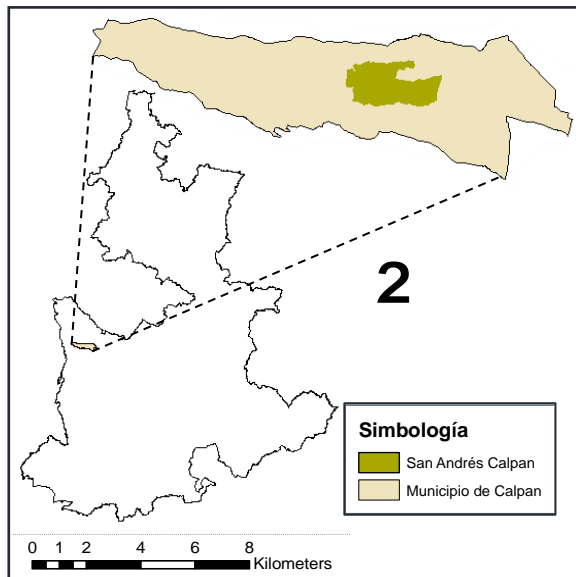 2
Simbología
San Andrés Calpan
Municipio de Calpan
0 1 2 4 6 8
Kilometers